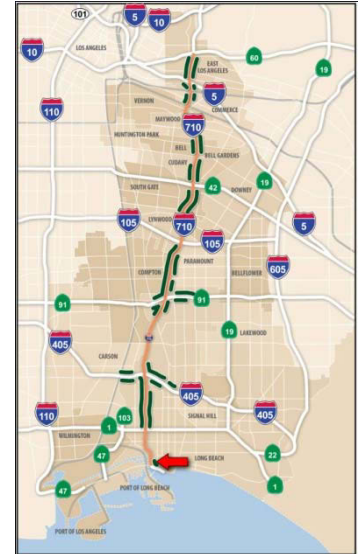 101
5
10
10
LOS ANGELES
EAST
LOS ANGELES
60
19
VERNON
5
COMMERCE
110
MAYWOOD
HUNTINGTON PARK
710
BELL
CUDAHY
BELL GARDENS
19
SOUTH GATE
42
DOWNEY
105
LYNWOOD
710
105
5
PARAMOUNT
COMPTON
BELLFLOWER
605
91
91
19
LAKEWOOD
405
CARSON
405
405
SIGNAL HILL
110
103
1
WILMINGTON
47
LONG BEACH
22
47
PORT OF LONG BEACH
1
PORT OF LOS ANGELES